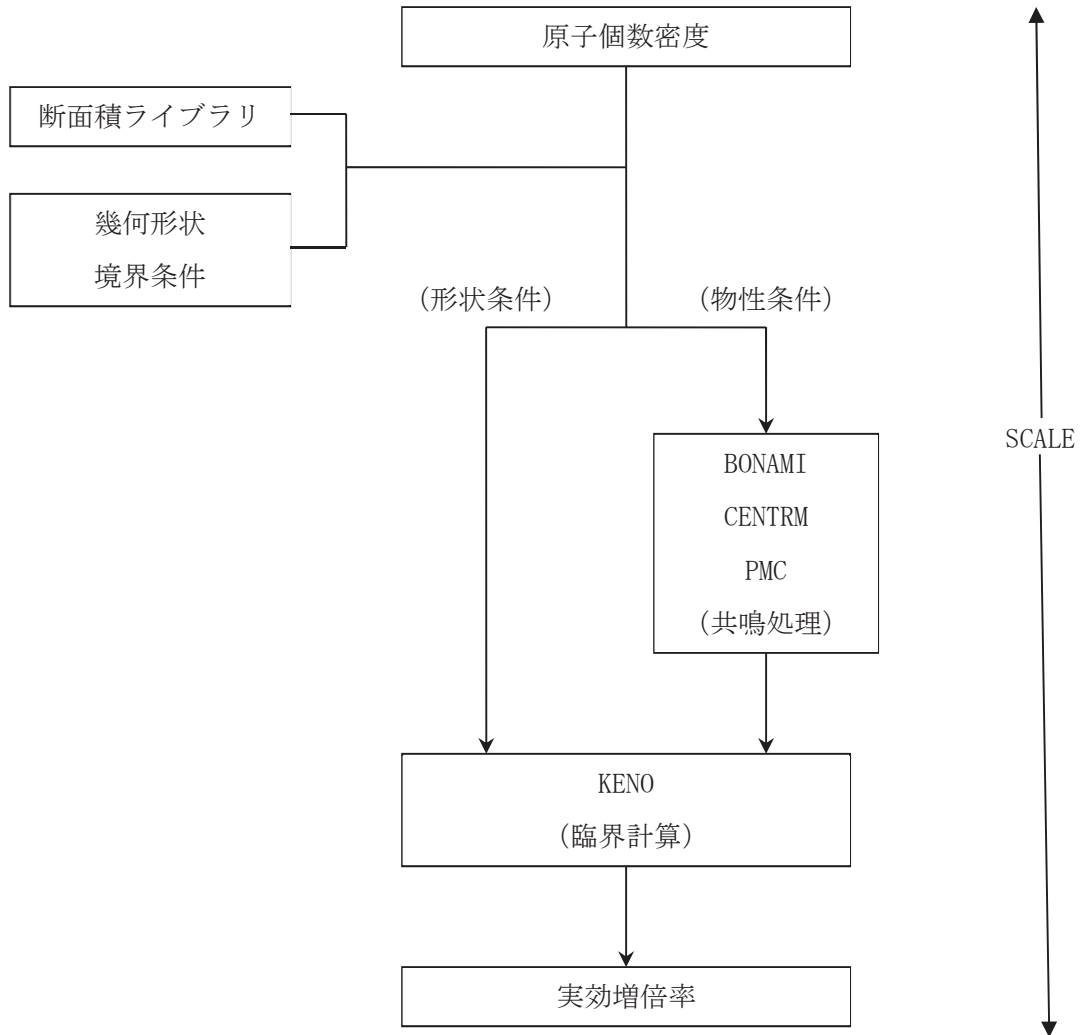 原子個数密度
断面積ライブラリ
幾何形状
境界条件
(形状条件)
(物性条件)
SCALE
BONAMI
CENTRM
PMC
(共鳴処理)
KENO
(臨界計算)
実効増倍率